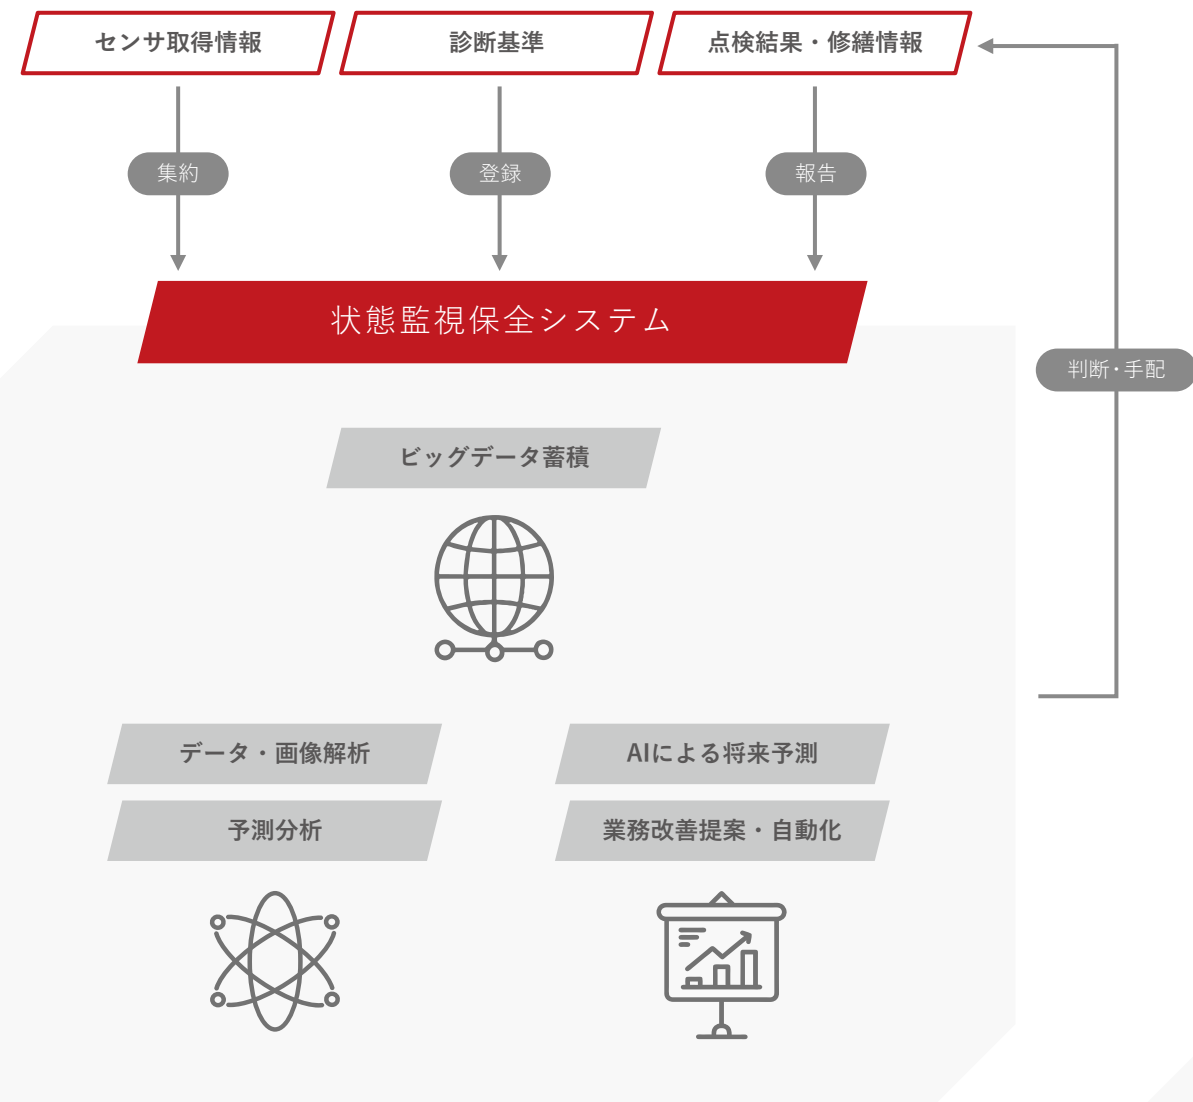 センサ取得情報
診断基準
点検結果・修繕情報
集約
登録
報告
状態監視保全システム
判断・手配
ビッグデータ蓄積
データ・画像解析
AIによる将来予測
予測分析
業務改善提案・自動化